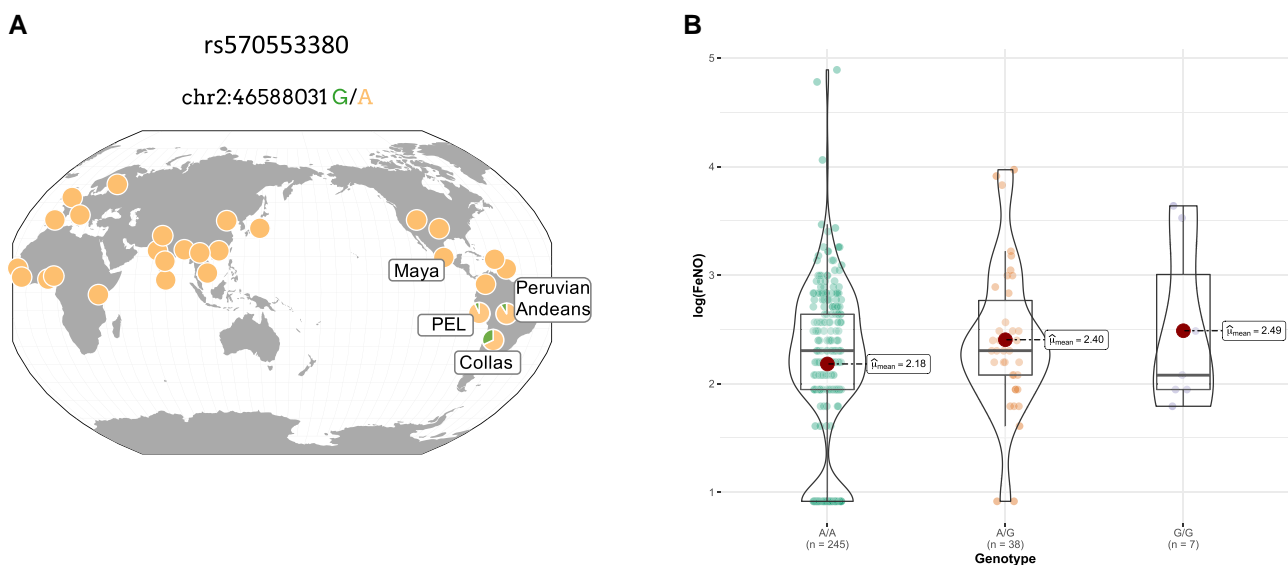 A
rs570553380
chr2:46588031 G/A
Maya
Peruvian
Andeans
PEL
Collas
B
5
4
3
2
1
log(FeNO)
μ̂mean = 2.18
μ̂mean = 2.40
μ̂mean = 2.49
A/A
(n = 245)
A/G
(n = 38)
G/G
(n = 7)
Genotype